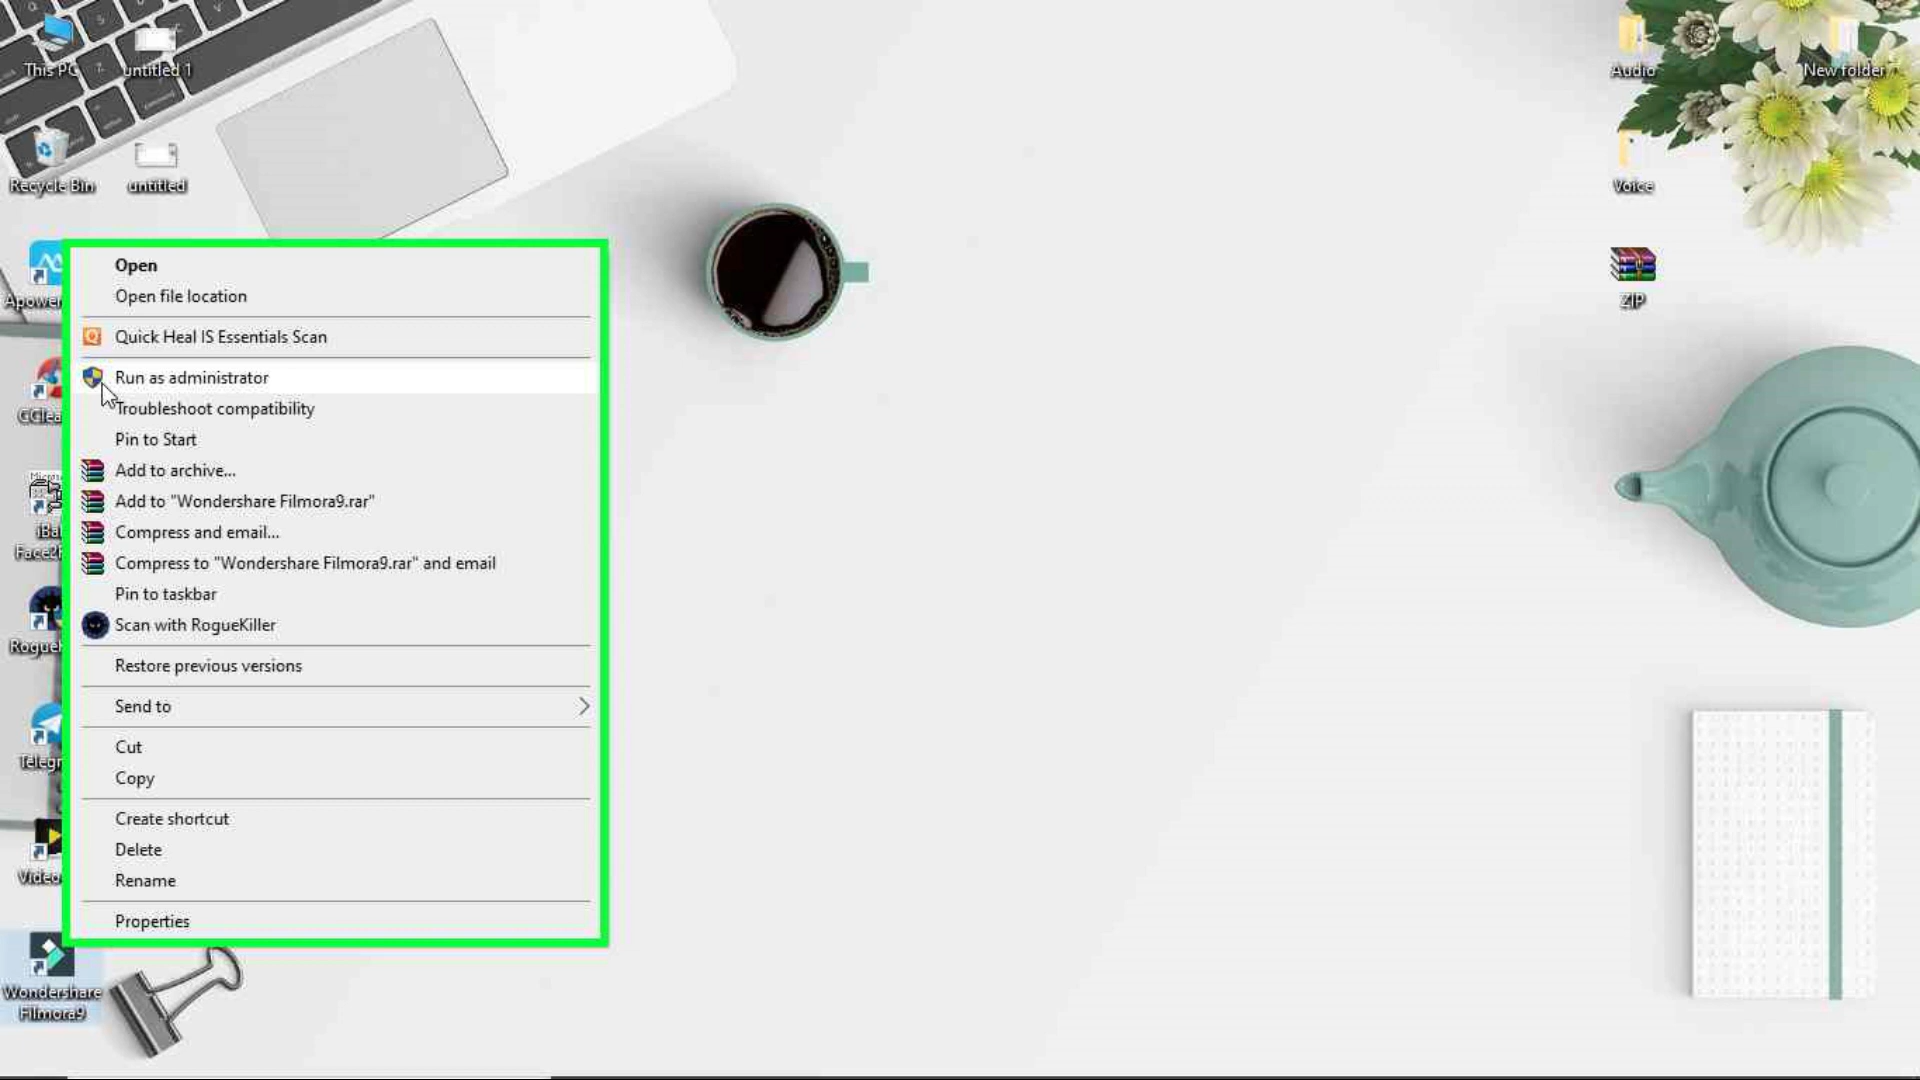 This PC
untitled 1
Recycle Bin
untitled
Audio
New folder
Voice
ZIP
Open
Open file location
Quick Heal IS Essentials Scan
Run as administrator
Troubleshoot compatibility
Pin to Start
Add to archive...
Add to "Wondershare Filmora9.rar"
Compress and email...
Compress to "Wondershare Filmora9.rar" and email
Pin to taskbar
Scan with RogueKiller
Restore previous versions
Send to
Cut
Copy
Create shortcut
Delete
Rename
Properties
Wondershare
Filmora9